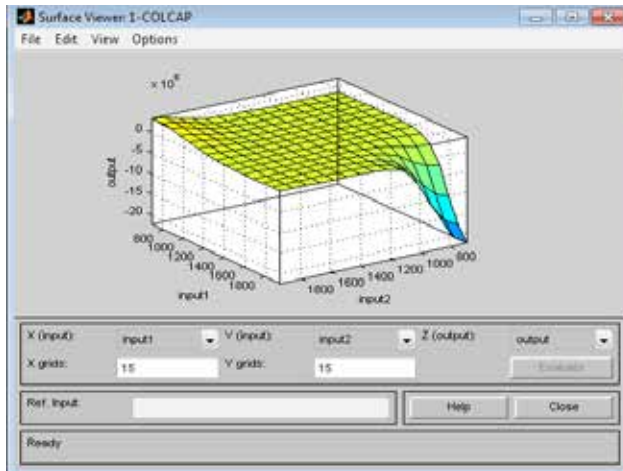 Surface Viewer: 1-COLCAP
File Edit View Options
0
-5
-10
-15
-20
output
800
1000
1200
1400
1600
1800
input1
1800
1600
1400
1200
1000
800
input2
X (input): input1 Y (input): input2 Z (output): output
X grids: 15 Y grids: 15 Evaluate
Ref. Input: Help Close
Ready